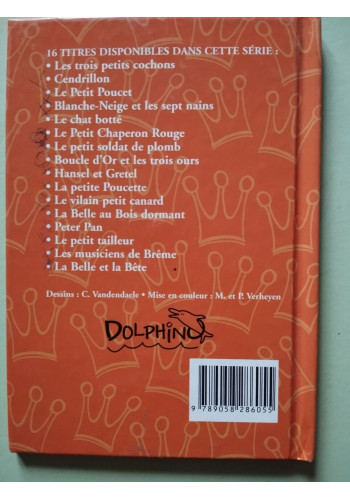 16 TITRES DISPONIBLES DANS CETTE SÉRIE :
• Les trois petits cochons
• Cendrillon
• Le Petit Poucet
• Blanche-Neige et les sept nains
• Le chat botté
• Le Petit Chaperon Rouge
• Le petit soldat de plomb
• Boucle d'Or et les trois ours
• Hansel et Gretel
• La petite Poucette
• Le vilain petit canard
• La Belle au Bois dormant
• Peter Pan
• Le petit tailleur
• Les musiciens de Brême
• La Belle et la Bête
Dessins : C. Vandendaele • Mise en couleur : M. et P. Verheyen
DOLPHINO
9 789058 286055